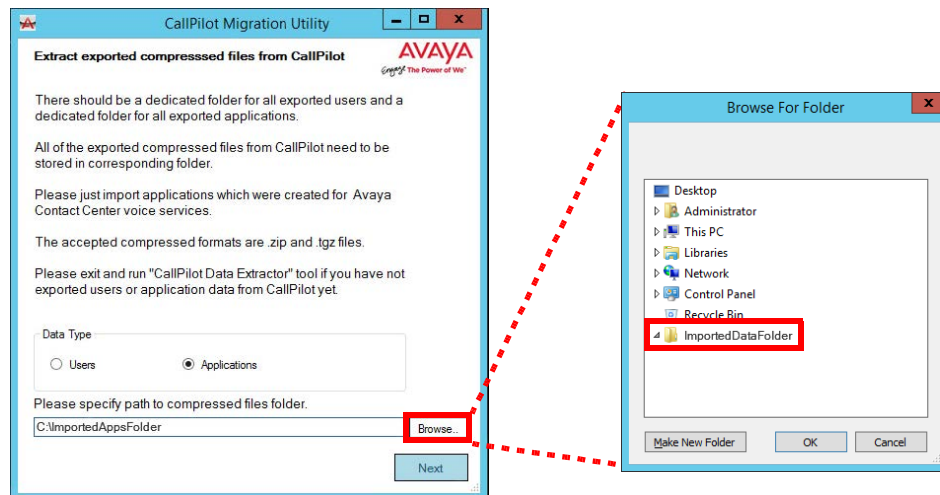 CallPilot Migration Utility
Extract exported compresssed files from CallPilot
AVAYA
Engage The Power of We™
There should be a dedicated folder for all exported users and a
dedicated folder for all exported applications.
All of the exported compressed files from CallPilot need to be
stored in corresponding folder.
Please just import applications which were created for Avaya
Contact Center voice services.
The accepted compressed formats are .zip and .tgz files.
Please exit and run "CallPilot Data Extractor" tool if you have not
exported users or application data from CallPilot yet.
Data Type
Users
Applications
Please specify path to compressed files folder.
C:\ImportedAppsFolder
Browse..
Next
Browse For Folder
Desktop
Administrator
This PC
Libraries
Network
Control Panel
Recycle Bin
ImportedDataFolder
Make New Folder
OK
Cancel